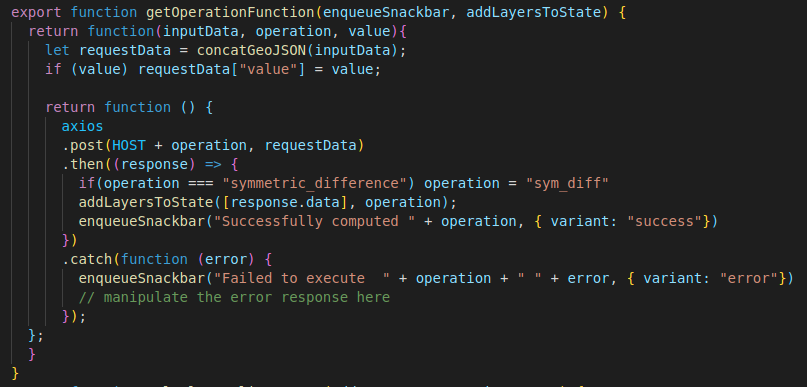 export function getOperationFunction(enqueueSnackbar, addLayersToState) {
return function(inputData, operation, value){
let requestData = concatGeoJSON(inputData);
if (value) requestData["value"] = value;
return function () {
axios
.post(HOST + operation, requestData)
.then((response) => {
if(operation === "symmetric_difference") operation = "sym_diff"
addLayersToState([response.data], operation);
enqueueSnackbar("Successfully computed " + operation, { variant: "success"})
})
.catch(function (error) {
enqueueSnackbar("Failed to execute  " + operation + " " + error, { variant: "error"})
// manipulate the error response here
});
};
}
}